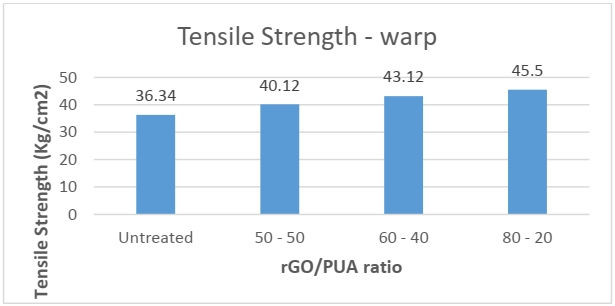 Tensile Strength - warp
Tensile Strength (Kg/cm2)
50
40
30
20
10
0
36.34
40.12
43.12
45.5
Untreated
50 - 50
60 - 40
80 - 20
rGO/PUA ratio